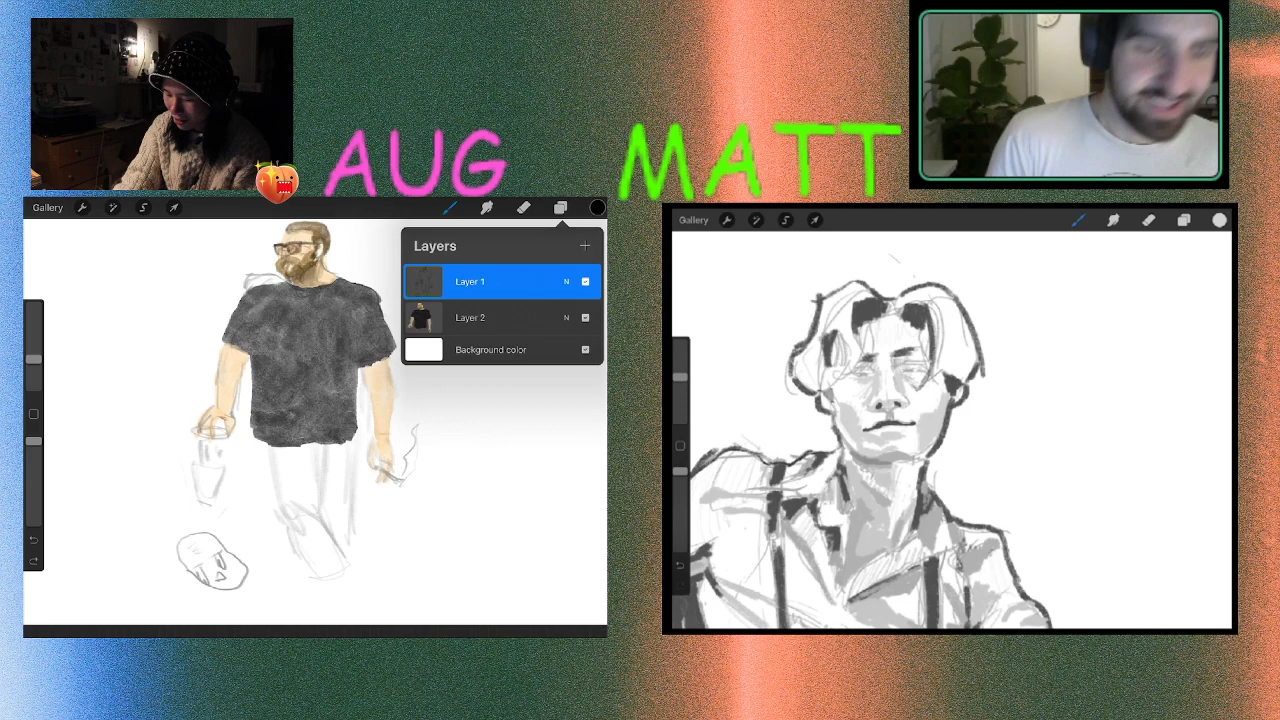 AUG
MATT
Gallery
Layers
Layer 1
N
Layer 2
N
Background color
Gallery